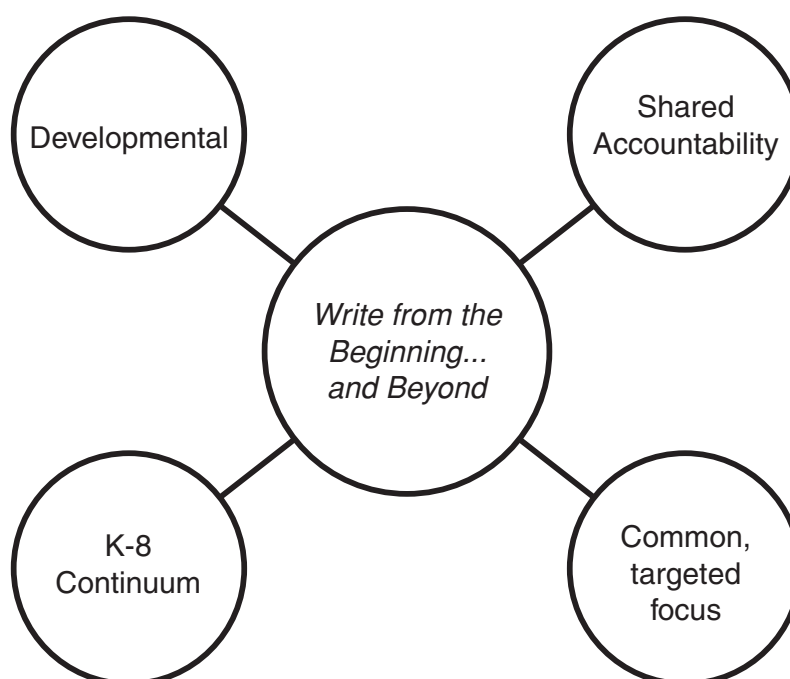 Developmental
Shared
Accountability
Write from the
Beginning...
and Beyond
K-8
Continuum
Common,
targeted
focus